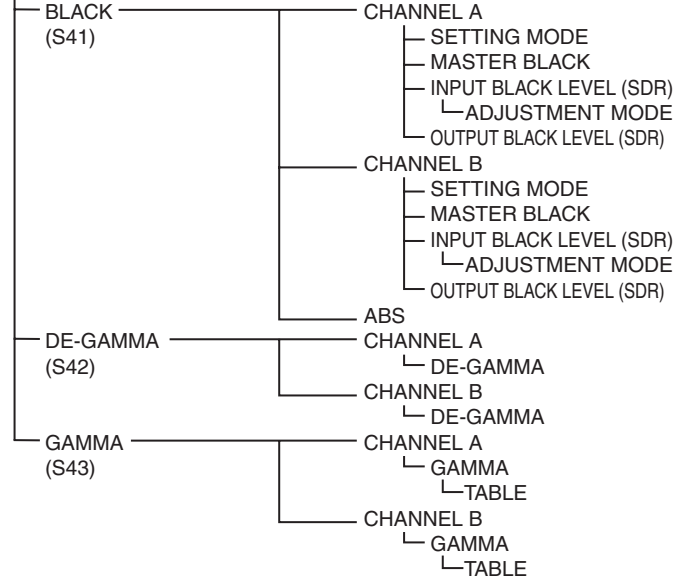 BLACK
(S41)
CHANNEL A
SETTING MODE
MASTER BLACK
INPUT BLACK LEVEL (SDR)
ADJUSTMENT MODE
OUTPUT BLACK LEVEL (SDR)
CHANNEL B
SETTING MODE
MASTER BLACK
INPUT BLACK LEVEL (SDR)
ADJUSTMENT MODE
OUTPUT BLACK LEVEL (SDR)
ABS
DE-GAMMA
(S42)
CHANNEL A
DE-GAMMA
CHANNEL B
DE-GAMMA
GAMMA
(S43)
CHANNEL A
GAMMA
TABLE
CHANNEL B
GAMMA
TABLE